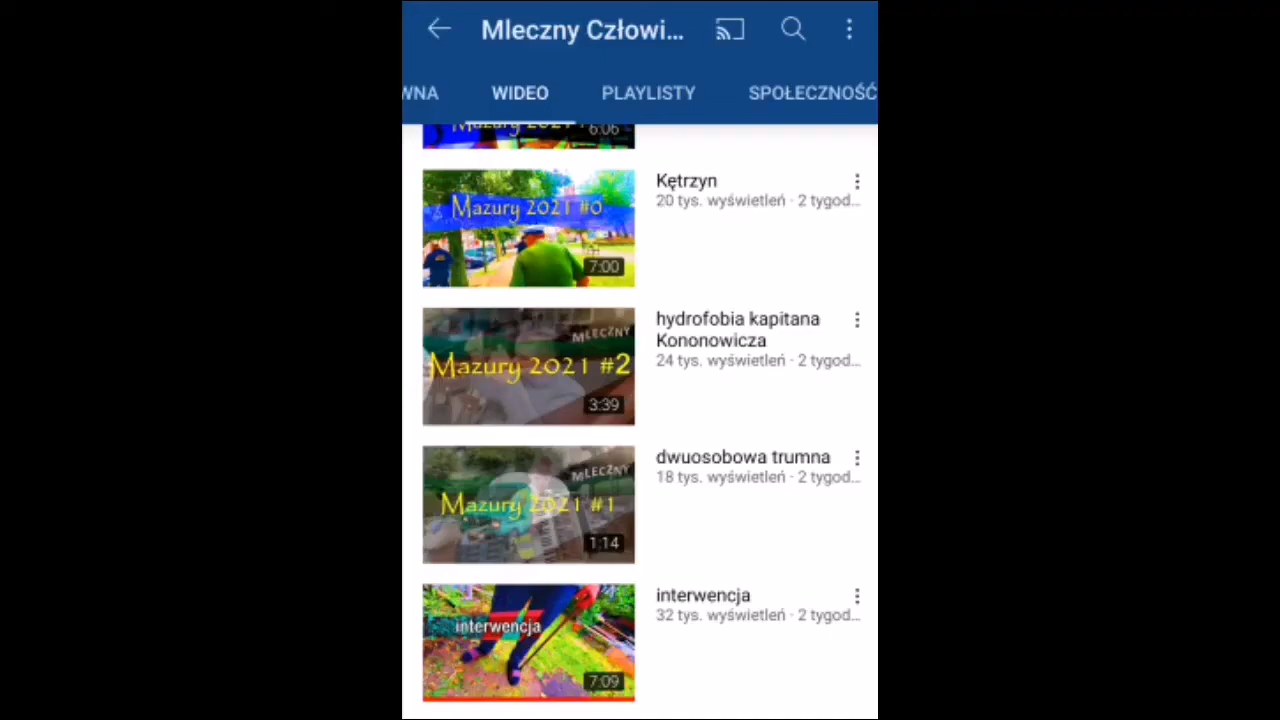 Mleczny Człowi...
WNA WIDEO PLAYLISTY SPOŁECZNOŚĆ
Mazury 2021
6:06
Mazury 2021 #0
7:00
Kętrzyn
20 tys. wyświetleń · 2 tygod...
MLECZNY
Mazury 2021 #2
3:39
hydrofobia kapitana
Kononowicza
24 tys. wyświetleń · 2 tygod...
MLECZNY
Mazury 2021 #1
1:14
dwuosobowa trumna
18 tys. wyświetleń · 2 tygod...
interwencja
7:09
interwencja
32 tys. wyświetleń · 2 tygod...